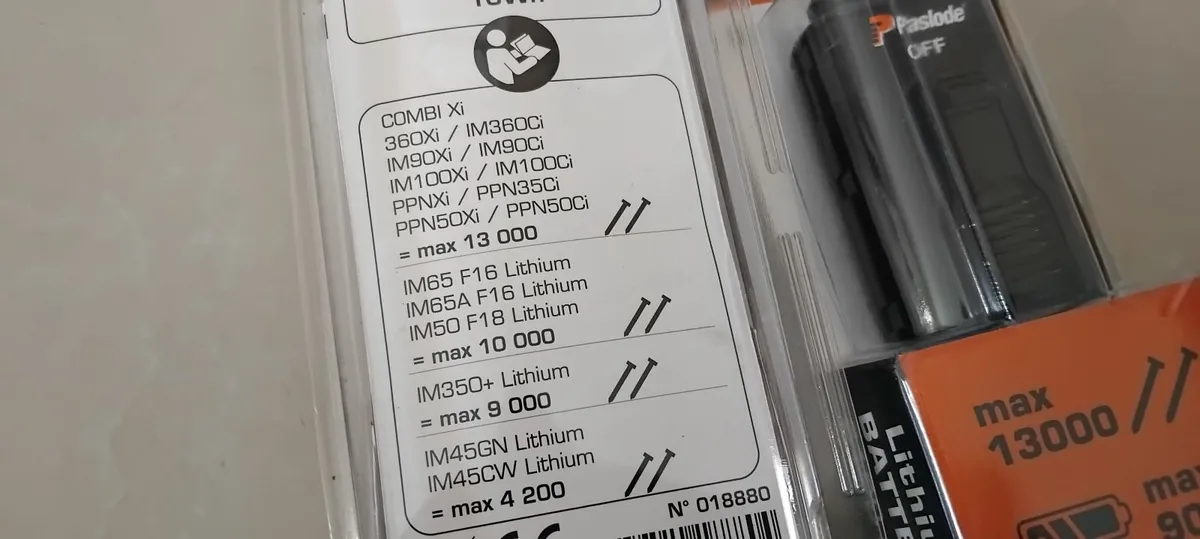 COMBI Xi
360Xi / IM360Ci
IM90Xi / IM90Ci
IM100Xi / IM100Ci
PPNXi / PPN35Ci
PPN50Xi / PPN50Ci
= max 13 000
IM65 F16 Lithium
IM65A F16 Lithium
IM50 F18 Lithium
= max 10 000
IM350+ Lithium
= max 9 000
IM45GN Lithium
IM45CW Lithium
= max 4 200
N° 018880
Paslode
OFF
max
13000